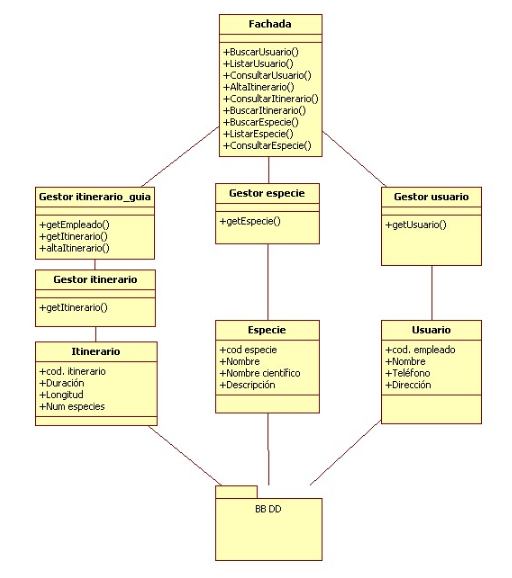 Fachada
+BuscarUsuario()
+ListarUsuario()
+ConsultarUsuario()
+AltaItinerario()
+ConsultarItinerario()
+BuscarItinerario()
+BuscarEspecie()
+ListarEspecie()
+ConsultarEspecie()
Gestor itinerario_guia
+getEmpleado()
+getItinerario()
+altaItinerario()
Gestor especie
+getEspecie()
Gestor usuario
+getUsuario()
Gestor itinerario
+getItinerario()
Itinerario
+cod. itinerario
+Duración
+Longitud
+Num especies
Especie
+cod especie
+Nombre
+Nombre científico
+Descripción
Usuario
+cod. empleado
+Nombre
+Teléfono
+Dirección
BB DD